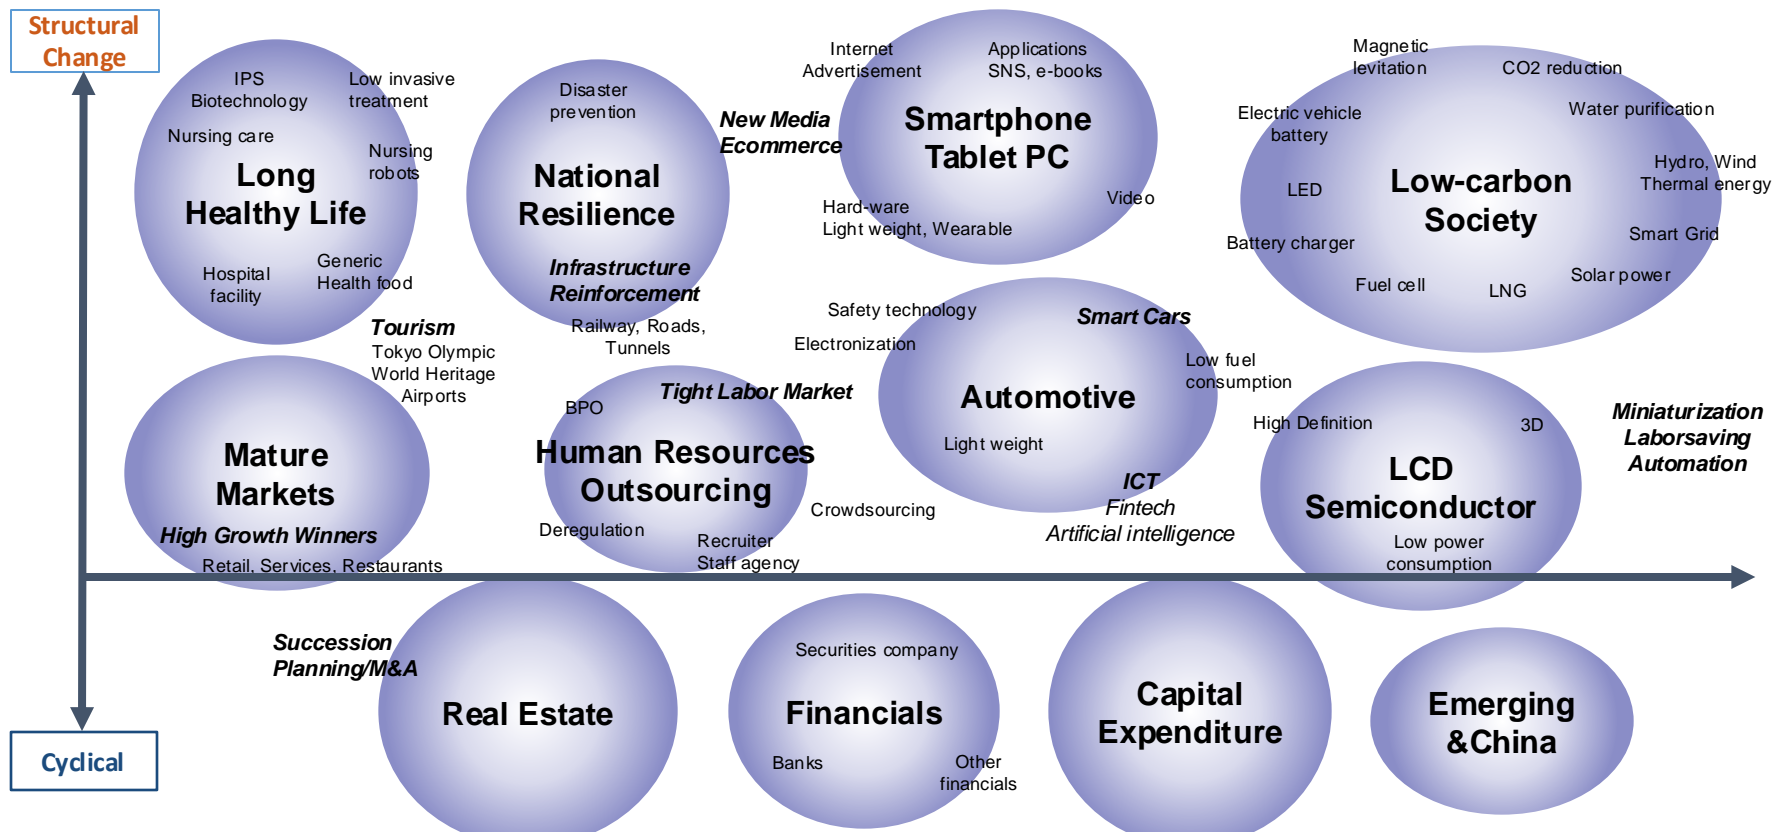 Structural
Change
IPS
Biotechnology
Low invasive
treatment
Nursing care
Nursing
robots
Long
Healthy Life
Hospital
facility
Generic
Health food
Disaster
prevention
National
Resilience
Infrastructure
Reinforcement
Railway, Roads,
Tunnels
New Media
Ecommerce
Internet
Advertisement
Applications
SNS, e-books
Smartphone
Tablet PC
Video
Hard-ware
Light weight, Wearable
Magnetic
levitation
CO2 reduction
Electric vehicle
battery
Water purification
LED
Low-carbon
Society
Hydro, Wind
Thermal energy
Battery charger
Smart Grid
Fuel cell
LNG
Solar power
Tourism
Tokyo Olympic
World Heritage
Airports
Mature
Markets
High Growth Winners
Retail, Services, Restaurants
Tight Labor Market
BPO
Human Resources
Outsourcing
Deregulation
Recruiter
Staff agency
Crowdsourcing
Safety technology
Smart Cars
Electronization
Low fuel
consumption
Automotive
Light weight
ICT
Fintech
Artificial intelligence
High Definition
3D
LCD
Semiconductor
Low power
consumption
Miniaturization
Laborsaving
Automation
Succession
Planning/M&A
Real Estate
Securities company
Financials
Banks
Other
financials
Capital
Expenditure
Emerging
&China
Cyclical